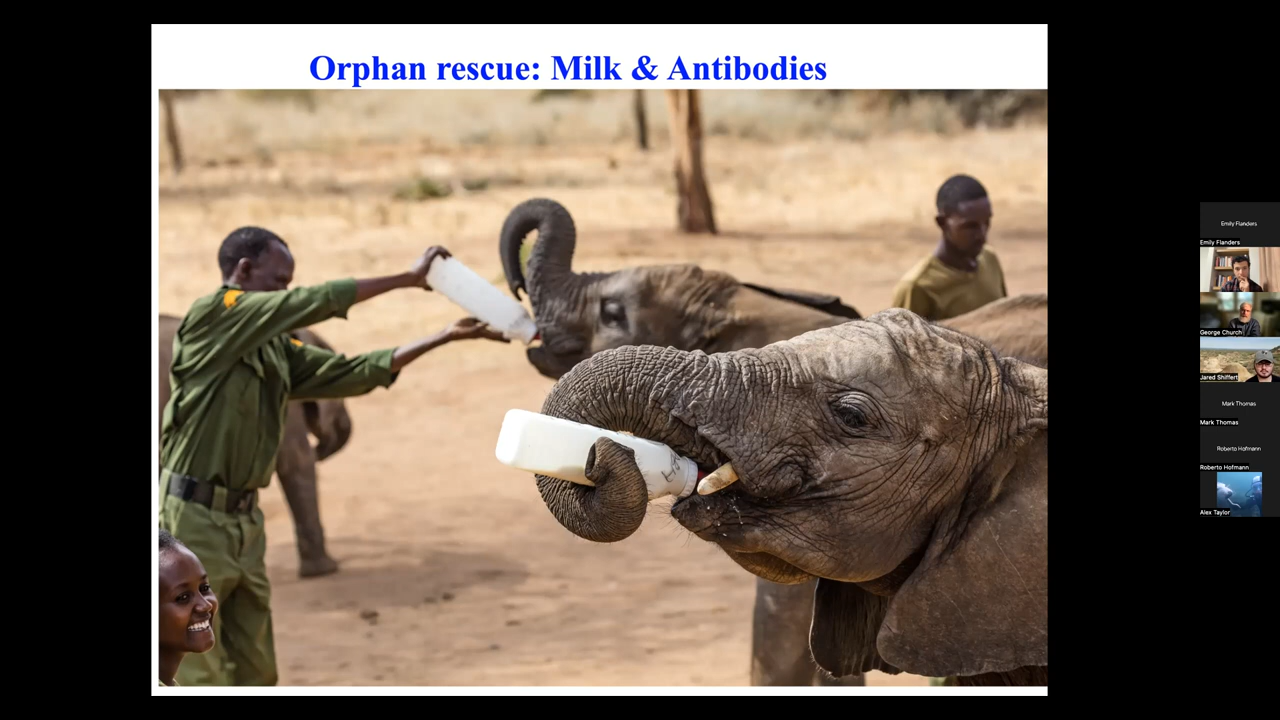 Orphan rescue: Milk & Antibodies
Emily Flanders
Emily Flanders
George Church
Jared Shiffert
Mark Thomas
Mark Thomas
Roberto Hofmann
Roberto Hofmann
Alex Taylor